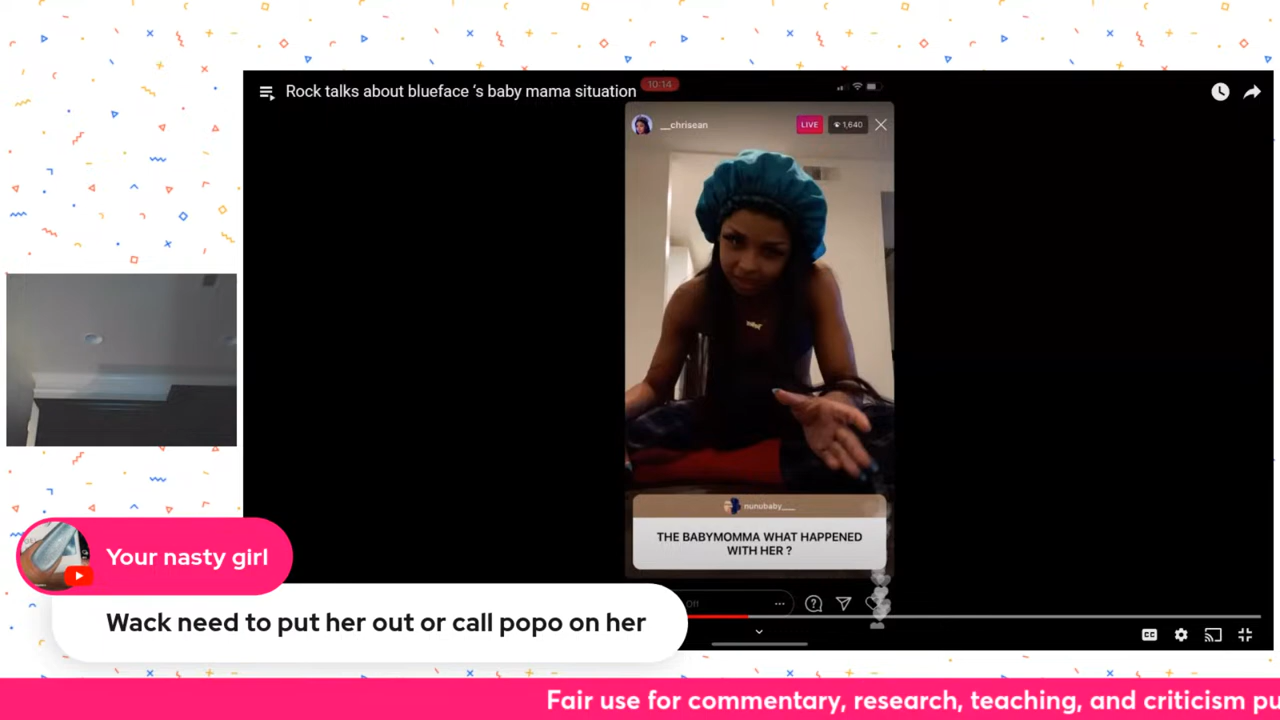 Rock talks about blueface ‘s baby mama situation
10:14
__chrisean
LIVE
1,640
nunubaby___
THE BABYMOMMA WHAT HAPPENED
WITH HER ?
Off
CC
Your nasty girl
Wack need to put her out or call popo on her
Fair use for commentary, research, teaching, and criticism pu